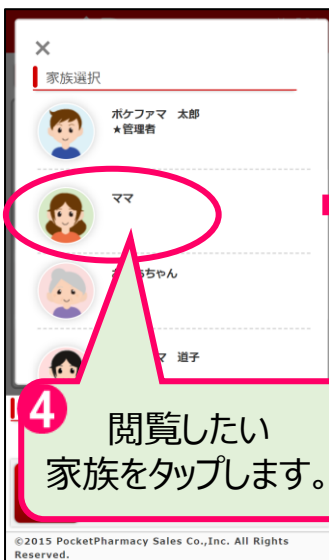 ×
家族選択
ポケファマ 太郎
★管理者
ママ
ちゃん
道子
4
閲覧したい
家族をタップします。
©2015 PocketPharmacy Sales Co.,Inc. All Rights
Reserved.